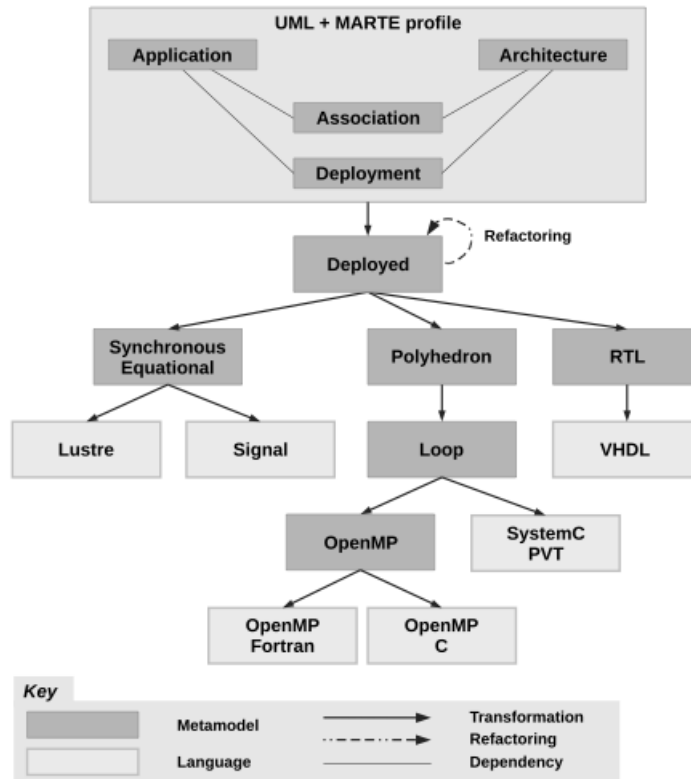 UML + MARTE profile
Application
Architecture
Association
Deployment
Deployed
Refactoring
Synchronous
Equational
Polyhedron
RTL
Lustre
Signal
Loop
VHDL
OpenMP
SystemC
PVT
OpenMP
Fortran
OpenMP
C
Key
Metamodel
Transformation
Refactoring
Language
Dependency